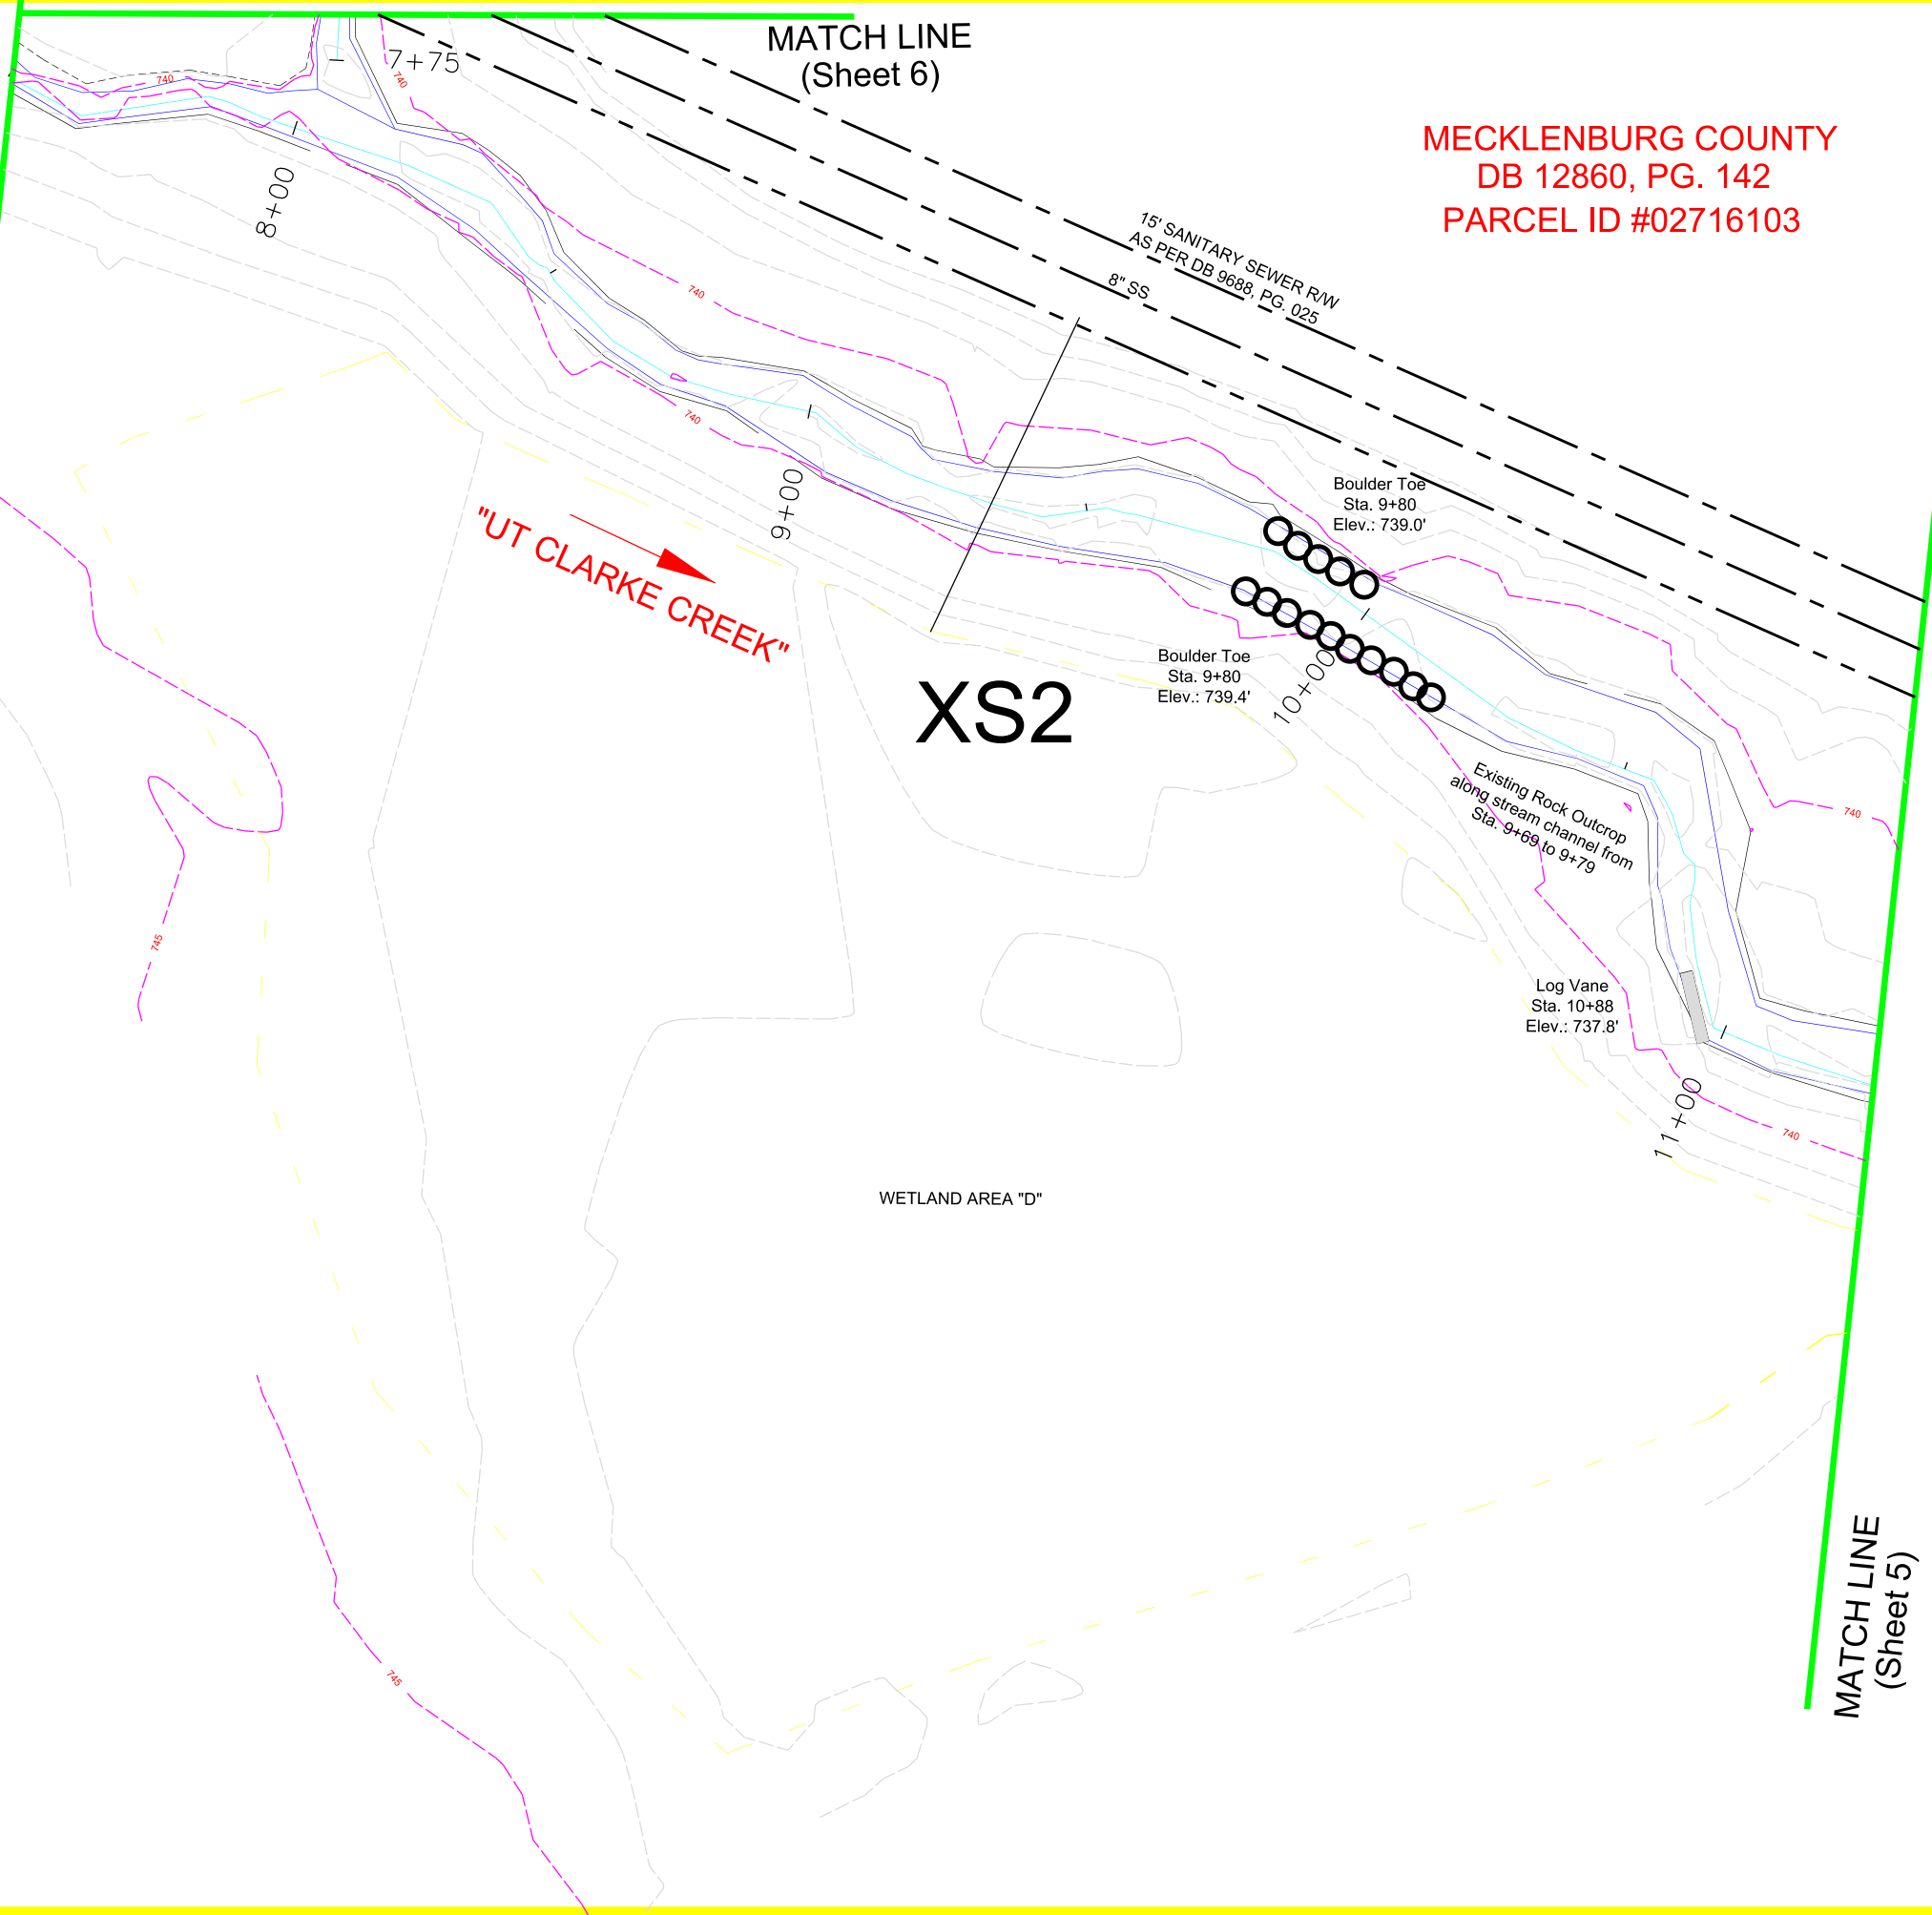 MATCH LINE
(Sheet 6)
7+75
740
740
MECKLENBURG COUNTY
DB 12860, PG. 142
PARCEL ID #02716103
8+00
15' SANITARY SEWER R/W
AS PER DB 9688, PG. 025
8" SS
740
740
9+00
"UT CLARKE CREEK"
Boulder Toe
Sta. 9+80
Elev.: 739.0'
Boulder Toe
Sta. 9+80
Elev.: 739.4'
10+00
XS2
Existing Rock Outcrop
along stream channel from
Sta. 9+69 to 9+79
740
745
Log Vane
Sta. 10+88
Elev.: 737.8'
11+00
740
WETLAND AREA "D"
745
MATCH LINE
(Sheet 5)